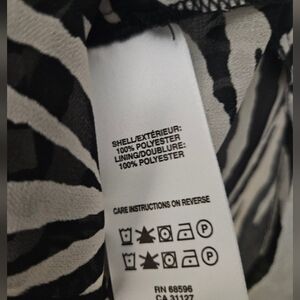 SHELL/EXTÉRIEUR:
100% POLYESTER
LINING/DOUBLURE:
100% POLYESTER
CARE INSTRUCTIONS ON REVERSE
P
P
RN 68596
CA 31127